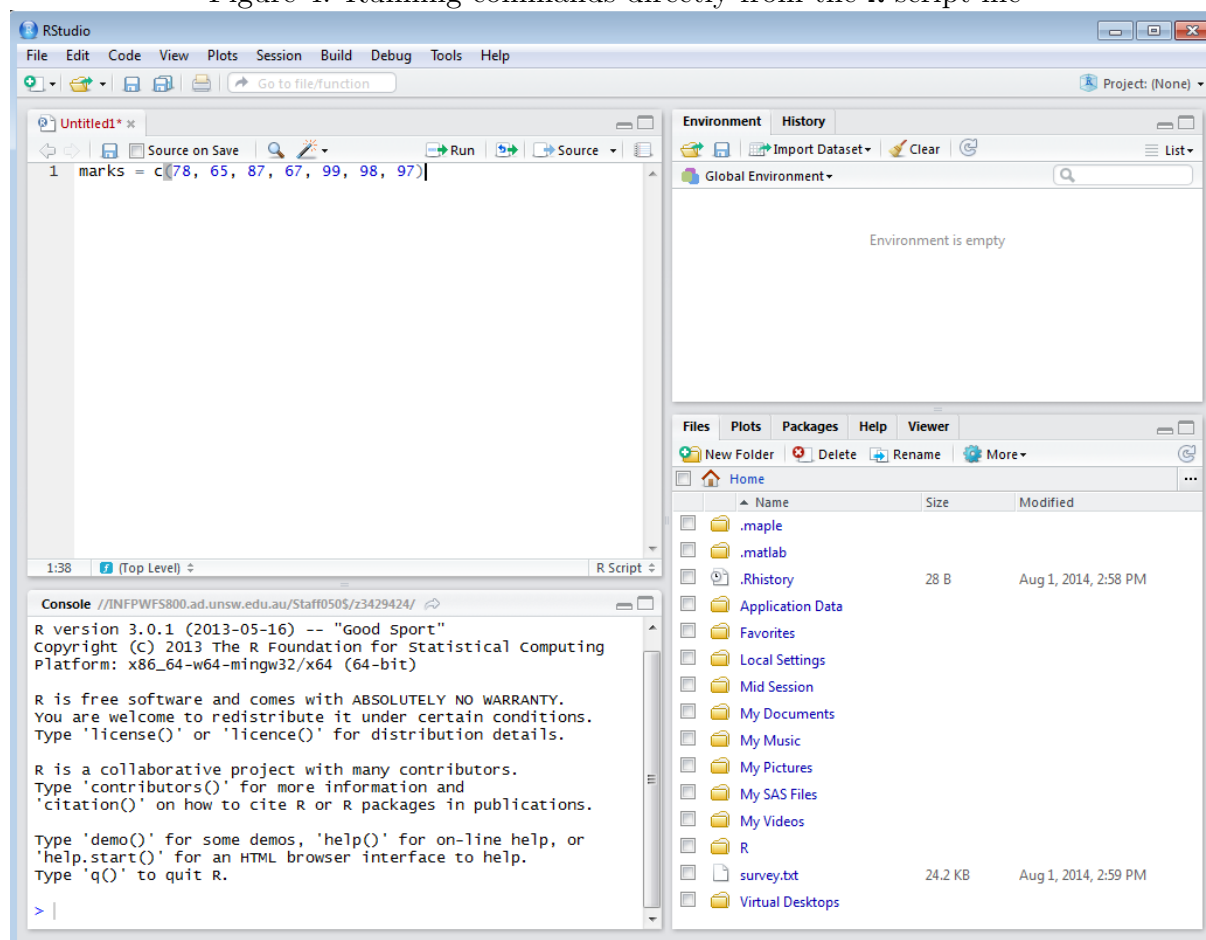 Figure 4: Running commands directly from the R script file
RStudio
File Edit Code View Plots Session Build Debug Tools Help
Go to file/function
Project: (None)
Untitled1*
Source on Save
Run
Source
1 marks = c(78, 65, 87, 67, 99, 98, 97)
1:38 (Top Level)
R Script
Console //INFPWFS800.ad.unsw.edu.au/Staff050$/z3429424/
R version 3.0.1 (2013-05-16) -- "Good Sport"
Copyright (C) 2013 The R Foundation for Statistical Computing
Platform: x86_64-w64-mingw32/x64 (64-bit)
R is free software and comes with ABSOLUTELY NO WARRANTY.
You are welcome to redistribute it under certain conditions.
Type 'license()' or 'licence()' for distribution details.
R is a collaborative project with many contributors.
Type 'contributors()' for more information and
'citation()' on how to cite R or R packages in publications.
Type 'demo()' for some demos, 'help()' for on-line help, or
'help.start()' for an HTML browser interface to help.
Type 'q()' to quit R.
>
Environment History
Import Dataset Clear
List
Global Environment
Environment is empty
Files Plots Packages Help Viewer
New Folder Delete Rename More
Home
Name Size Modified
.maple
.matlab
.Rhistory 28 B Aug 1, 2014, 2:58 PM
Application Data
Favorites
Local Settings
Mid Session
My Documents
My Music
My Pictures
My SAS Files
My Videos
R
survey.txt 24.2 KB Aug 1, 2014, 2:59 PM
Virtual Desktops